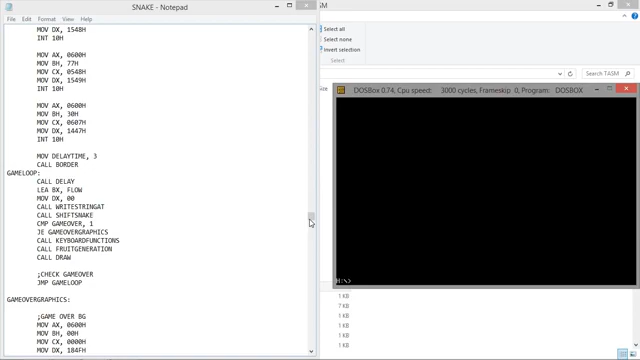 SNAKE - Notepad
File Edit Format View Help
MOV DX, 1548H
INT 10H
MOV AX, 0600H
MOV BH, 77H
MOV CX, 0548H
MOV DX, 1549H
INT 10H
MOV AX, 0600H
MOV BH, 30H
MOV CX, 0607H
MOV DX, 1447H
INT 10H
MOV DELAYTIME, 3
CALL BORDER
GAMELOOP:
CALL DELAY
LEA BX, FLOW
MOV DX, 00
CALL WRITESTRINGAT
CALL SHIFTSNAKE
CMP GAMEOVER, 1
JE GAMEOVERGRAPHICS
CALL KEYBOARDFUNCTIONS
CALL FRUITGENERATION
CALL DRAW
;CHECK GAMEOVER
JMP GAMELOOP
GAMEOVERGRAPHICS:
;GAME OVER BG
MOV AX, 0600H
MOV BH, 00H
MOV CX, 0000H
MOV DX, 184FH
SM
Select all
Select none
Invert selection
Select
Search TASM
ize
DOSBox 0.74, Cpu speed: 3000 cycles, Frameskip 0, Program: DOSBOX
M:\>
1 KB
7 KB
1 KB
1 KB
1 KB
1 KB